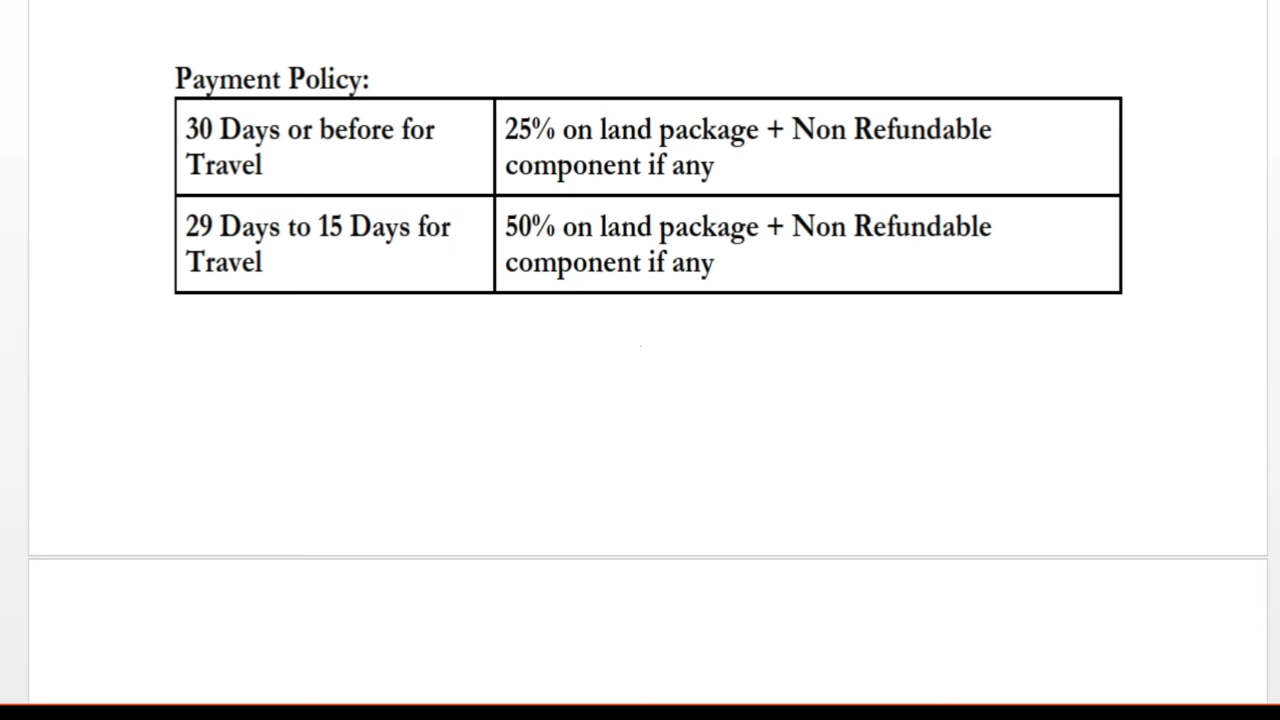 Payment Policy:
30 Days or before for
Travel
25% on land package + Non Refundable
component if any
29 Days to 15 Days for
Travel
50% on land package + Non Refundable
component if any